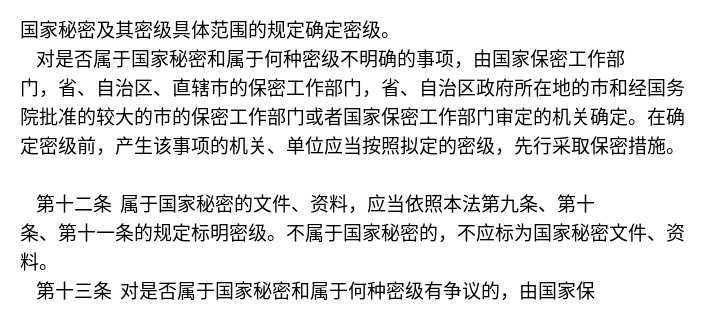 国家秘密及其密级具体范围的规定确定密级。
对是否属于国家秘密和属于何种密级不明确的事项，由国家保密工作部
门，省、自治区、直辖市的保密工作部门，省、自治区政府所在地的市和经国务
院批准的较大的市的保密工作部门或者国家保密工作部门审定的机关确定。在确
定密级前，产生该事项的机关、单位应当按照拟定的密级，先行采取保密措施。
第十二条 属于国家秘密的文件、资料，应当依照本法第九条、第十
条、第十一条的规定标明密级。不属于国家秘密的，不应标为国家秘密文件、资
料。
第十三条 对是否属于国家秘密和属于何种密级有争议的，由国家保